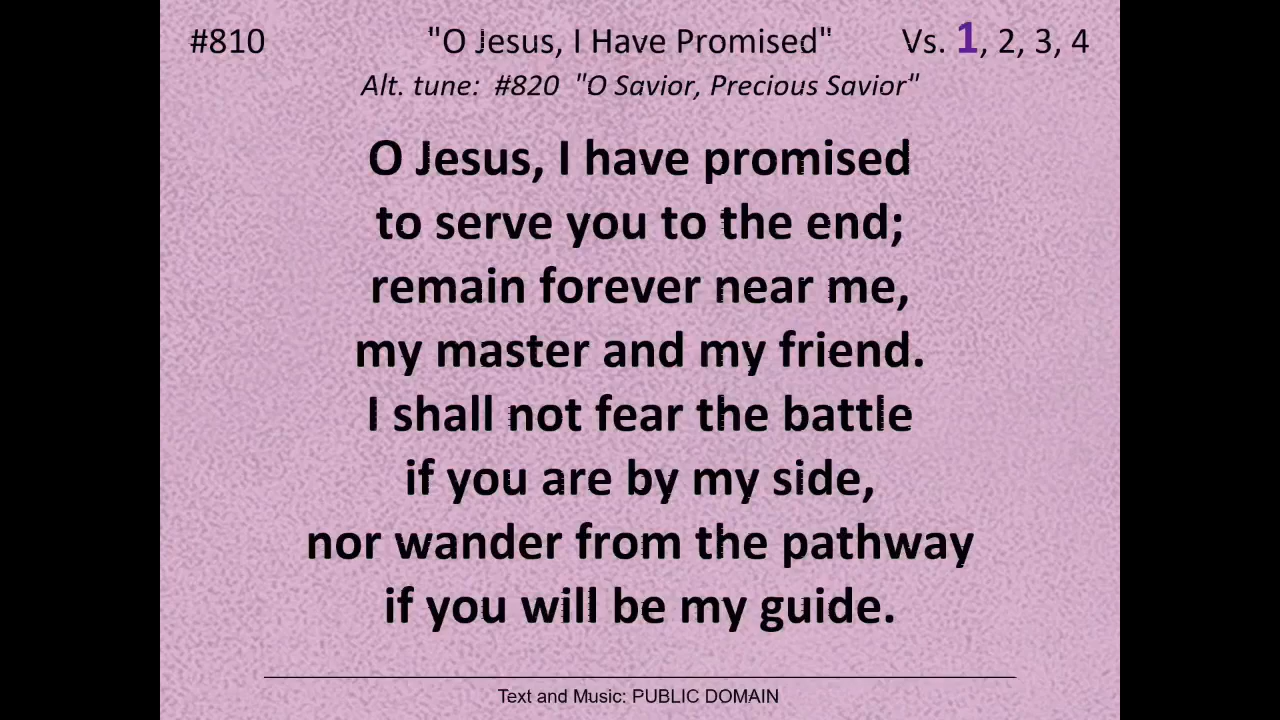 #810 "O Jesus, I Have Promised" Vs. 1, 2, 3, 4
Alt. tune: #820 "O Savior, Precious Savior"
O Jesus, I have promised
to serve you to the end;
remain forever near me,
my master and my friend.
I shall not fear the battle
if you are by my side,
nor wander from the pathway
if you will be my guide.
Text and Music: PUBLIC DOMAIN